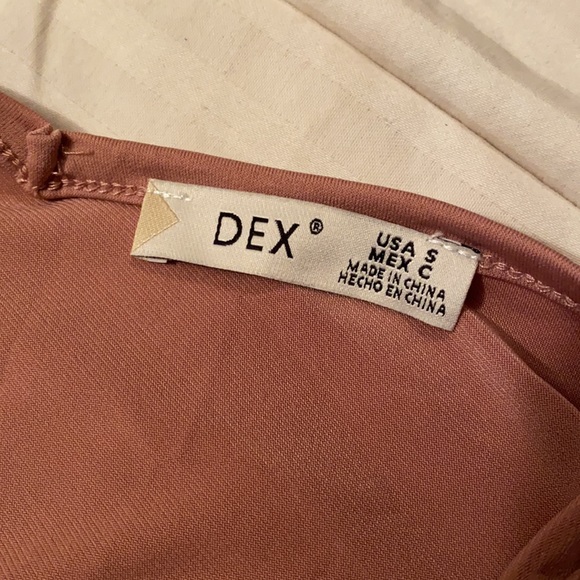 DEX®
USA S
MEX C
MADE IN CHINA
HECHO EN CHINA